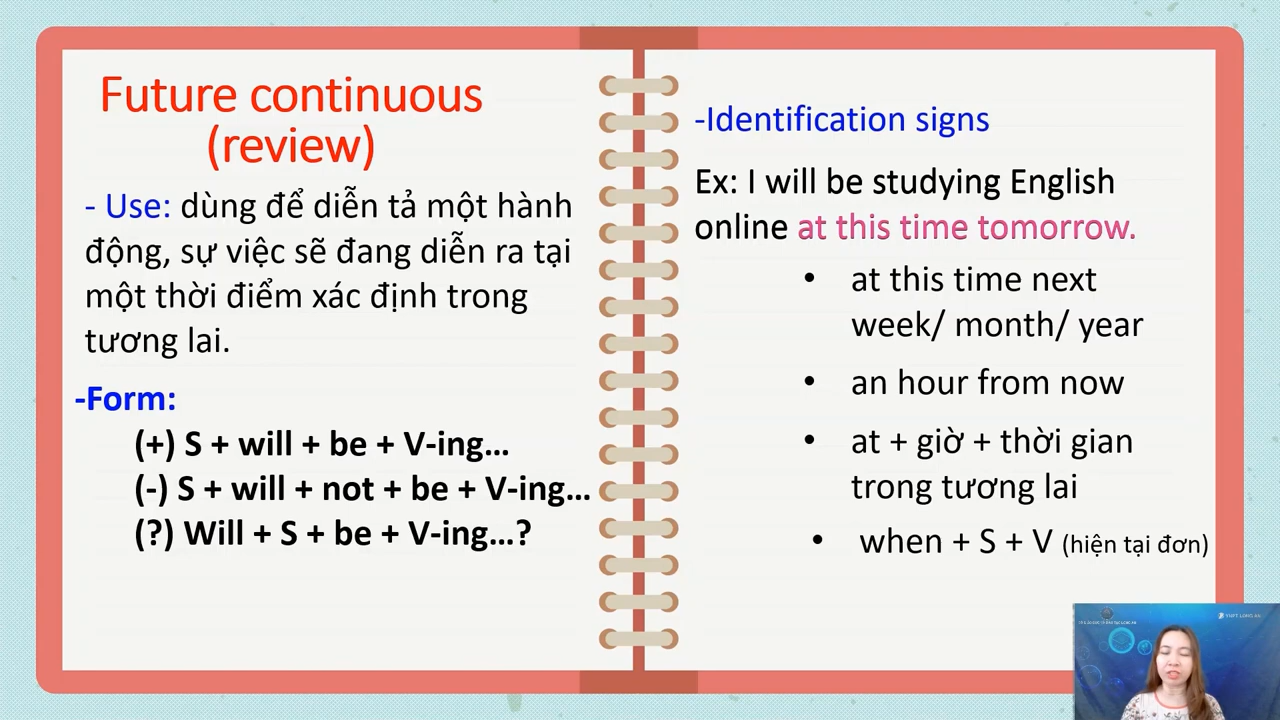 Future continuous
(review)
- Use: dùng để diễn tả một hành
động, sự việc sẽ đang diễn ra tại
một thời điểm xác định trong
tương lai.
-Form:
(+) S + will + be + V-ing…
(-) S + will + not + be + V-ing…
(?) Will + S + be + V-ing…?
-Identification signs
Ex: I will be studying English
online at this time tomorrow.
• at this time next
week/ month/ year
• an hour from now
• at + giờ + thời gian
trong tương lai
• when + S + V (hiện tại đơn)